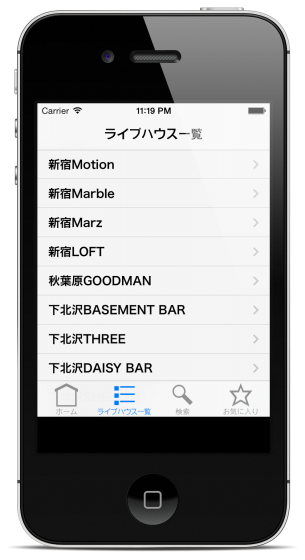 Carrier 11:19 PM
ライブハウス一覧
新宿Motion
新宿Marble
新宿Marz
新宿LOFT
秋葉原GOODMAN
下北沢BASEMENT BAR
下北沢THREE
下北沢DAISY BAR
ホーム ライブハウス一覧 検索 お気に入り